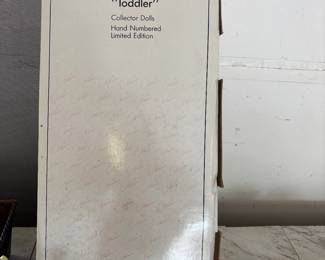 "Toddler"
Collector Dolls
Hand Numbered
Limited Edition